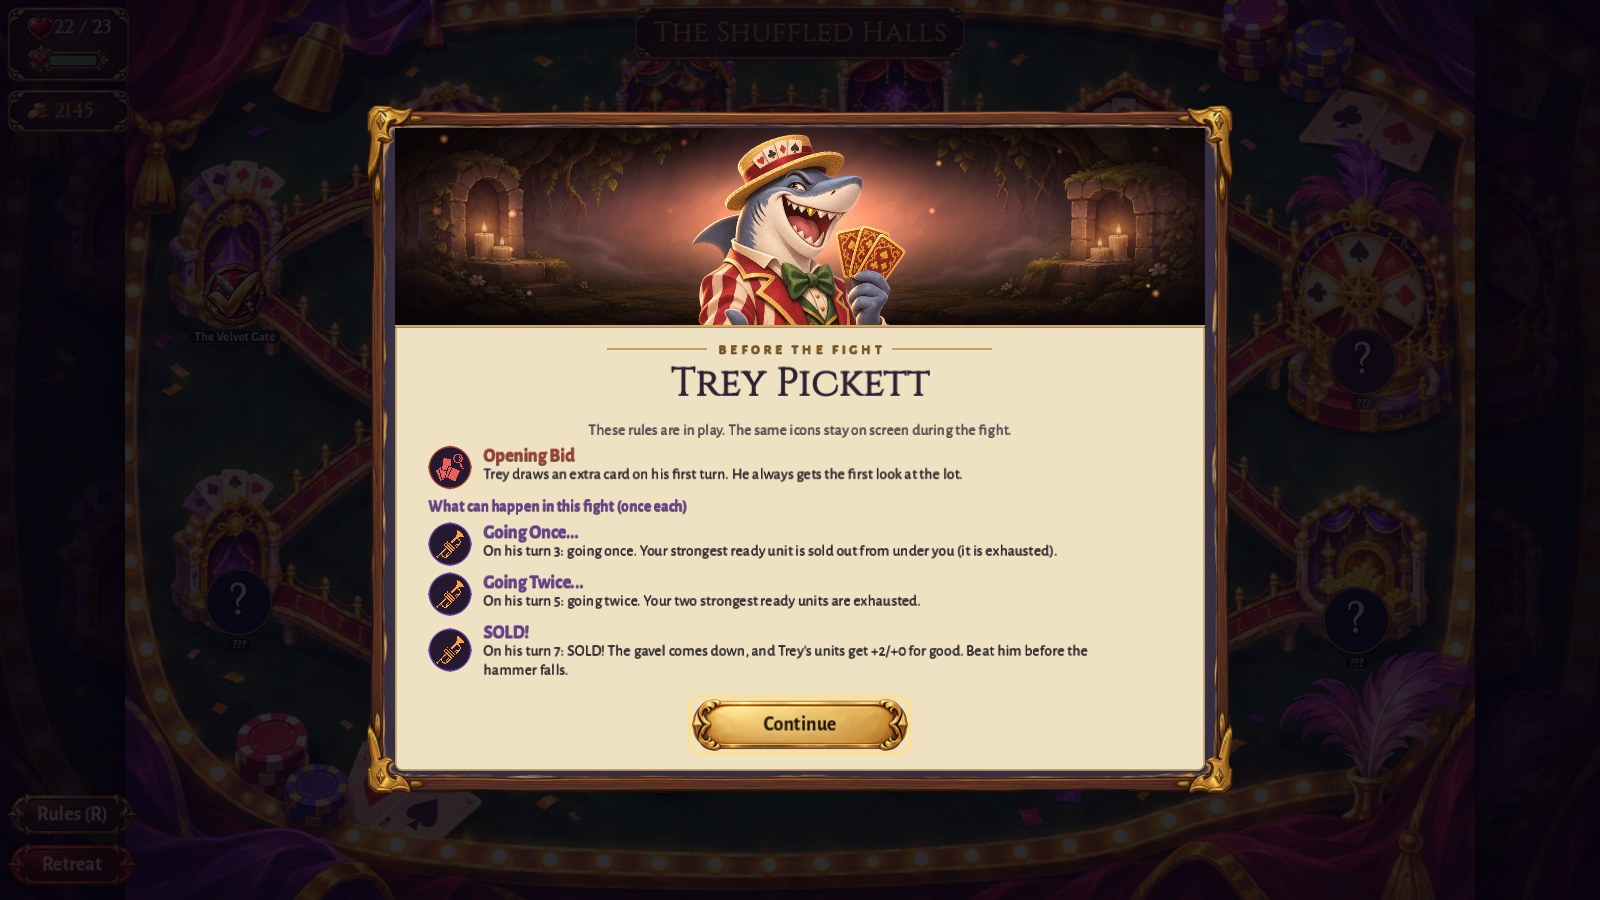 22 / 23
THE SHUFFLED HALLS
2145
The Velvet Gate
BEFORE THE FIGHT
TREY PICKETT
These rules are in play. The same icons stay on screen during the fight.
Opening Bid
Trey draws an extra card on his first turn. He always gets the first look at the lot.
What can happen in this fight (once each)
Going Once...
On his turn 3: going once. Your strongest ready unit is sold out from under you (it is exhausted).
Going Twice...
On his turn 5: going twice. Your two strongest ready units are exhausted.
SOLD!
On his turn 7: SOLD! The gavel comes down, and Trey's units get +2/+0 for good. Beat him before the
hammer falls.
Continue
?
???
?
???
?
???
Rules (R)
Retreat